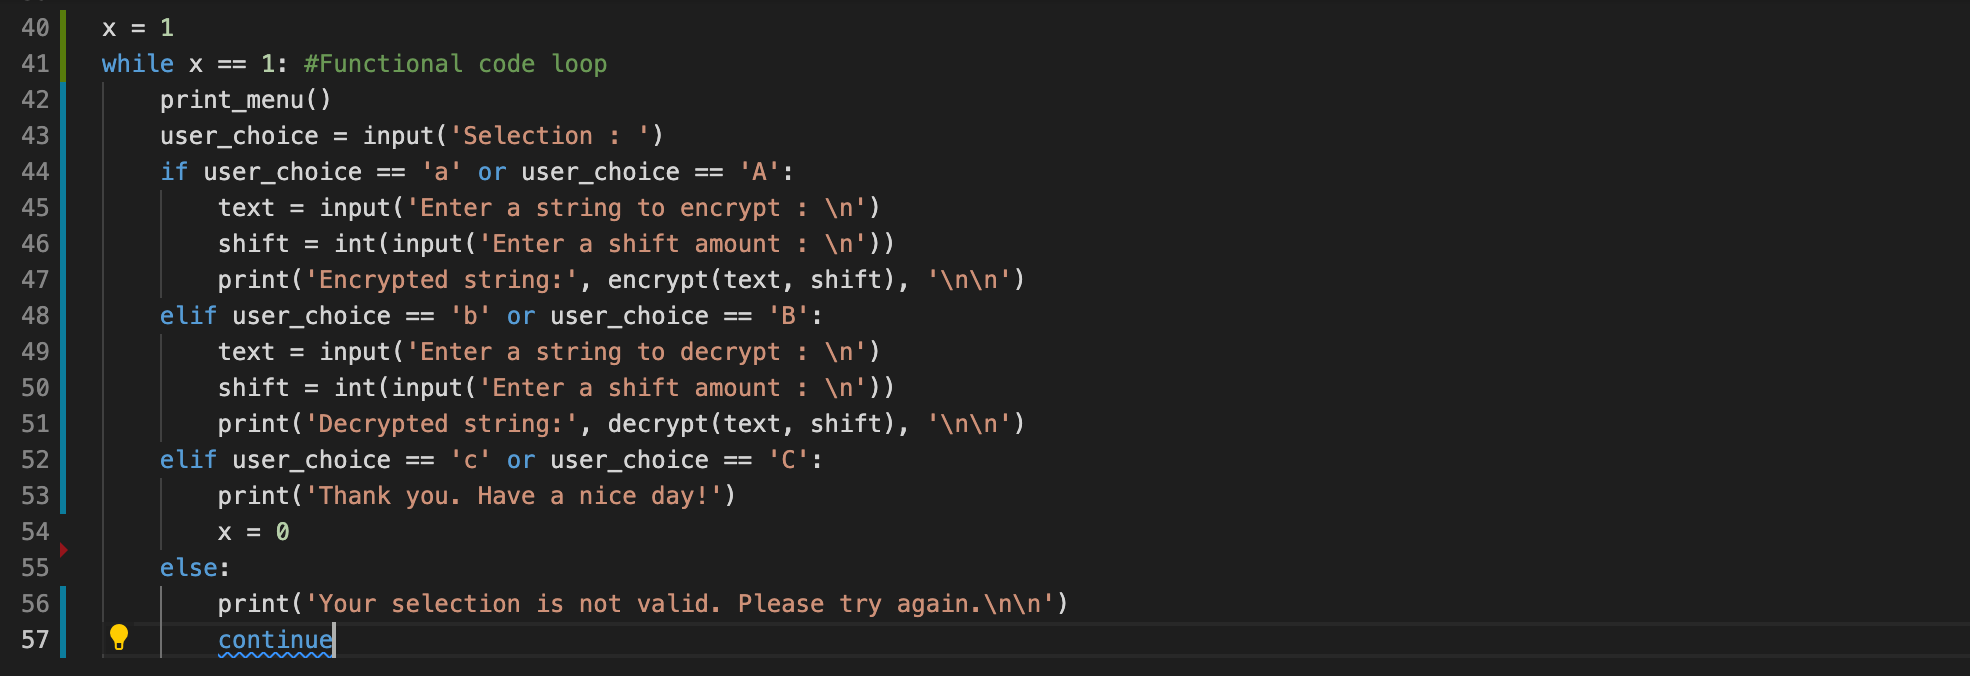 40 x = 1
41 while x == 1: #Functional code loop
42     print_menu()
43     user_choice = input('Selection : ')
44     if user_choice == 'a' or user_choice == 'A':
45         text = input('Enter a string to encrypt : \n')
46         shift = int(input('Enter a shift amount : \n'))
47         print('Encrypted string:', encrypt(text, shift), '\n\n')
48     elif user_choice == 'b' or user_choice == 'B':
49         text = input('Enter a string to decrypt : \n')
50         shift = int(input('Enter a shift amount : \n'))
51         print('Decrypted string:', decrypt(text, shift), '\n\n')
52     elif user_choice == 'c' or user_choice == 'C':
53         print('Thank you. Have a nice day!')
54         x = 0
55     else:
56         print('Your selection is not valid. Please try again.\n\n')
57         continue